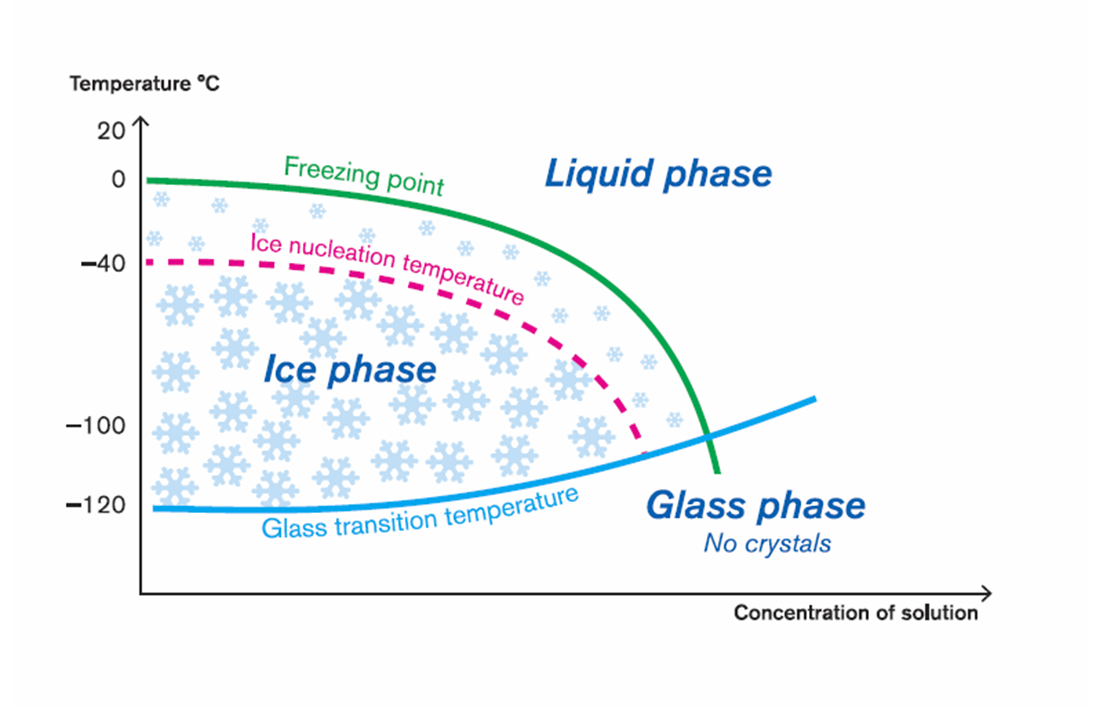 Temperature °C
20
0
−40
−100
−120
Freezing point
Liquid phase
Ice nucleation temperature
Ice phase
Glass transition temperature
Glass phase
No crystals
Concentration of solution